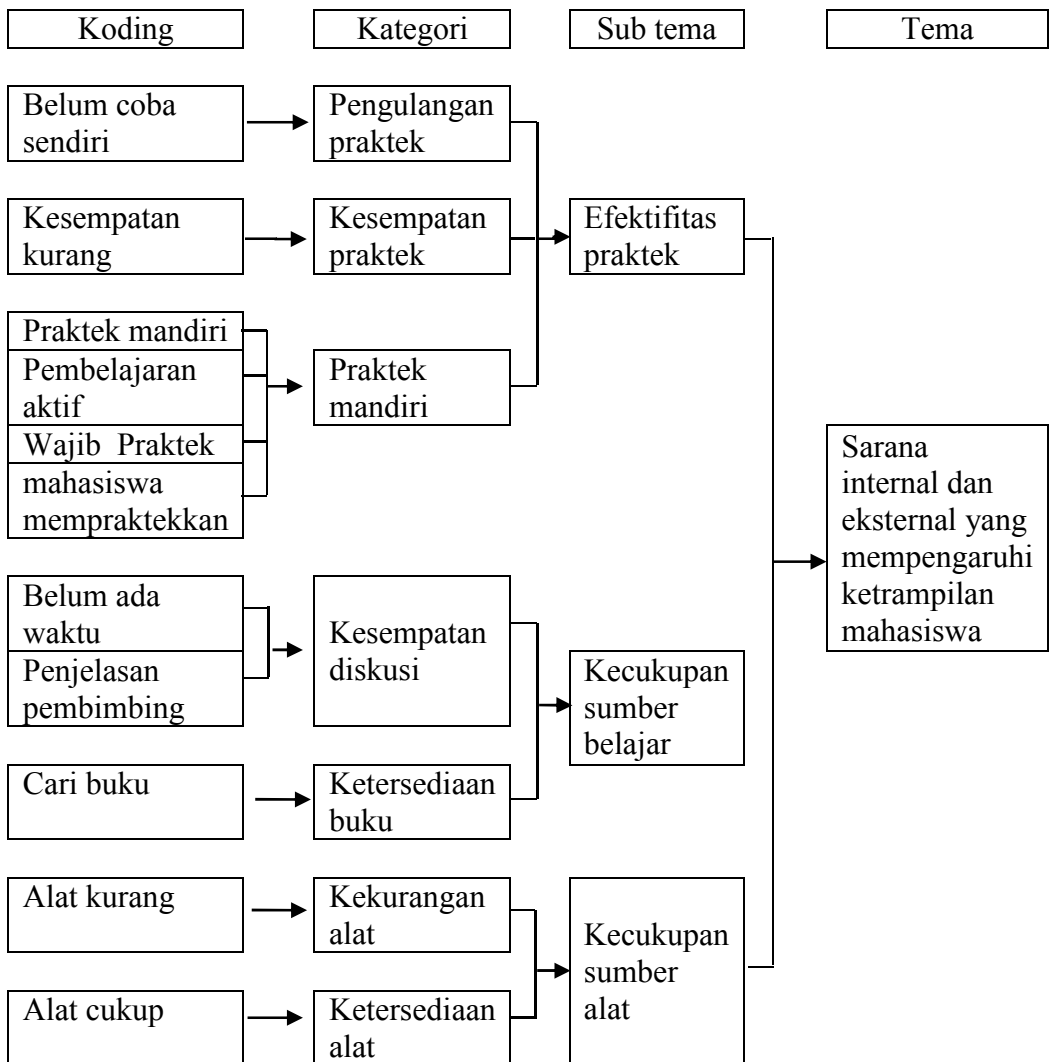 Koding
Kategori
Sub tema
Tema
Belum coba
sendiri
Pengulangan
praktek
Kesempatan
kurang
Kesempatan
praktek
Efektifitas
praktek
Praktek mandiri
Pembelajaran
aktif
Wajib  Praktek
mahasiswa
mempraktekkan
Praktek
mandiri
Sarana
internal dan
eksternal yang
mempengaruhi
ketrampilan
mahasiswa
Belum ada
waktu
Penjelasan
pembimbing
Kesempatan
diskusi
Kecukupan
sumber
belajar
Cari buku
Ketersediaan
buku
Alat kurang
Kekurangan
alat
Kecukupan
sumber
alat
Alat cukup
Ketersediaan
alat